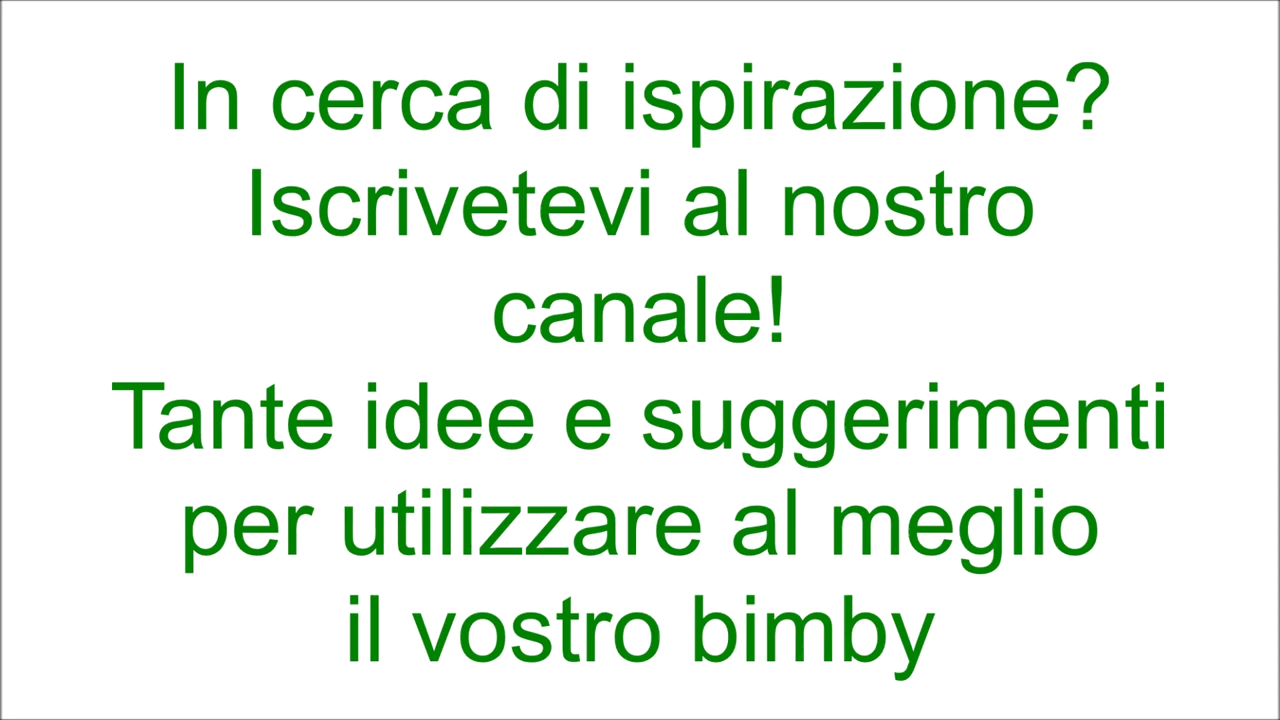 In cerca di ispirazione?
Iscrivetevi al nostro
canale!
Tante idee e suggerimenti
per utilizzare al meglio
il vostro bimby